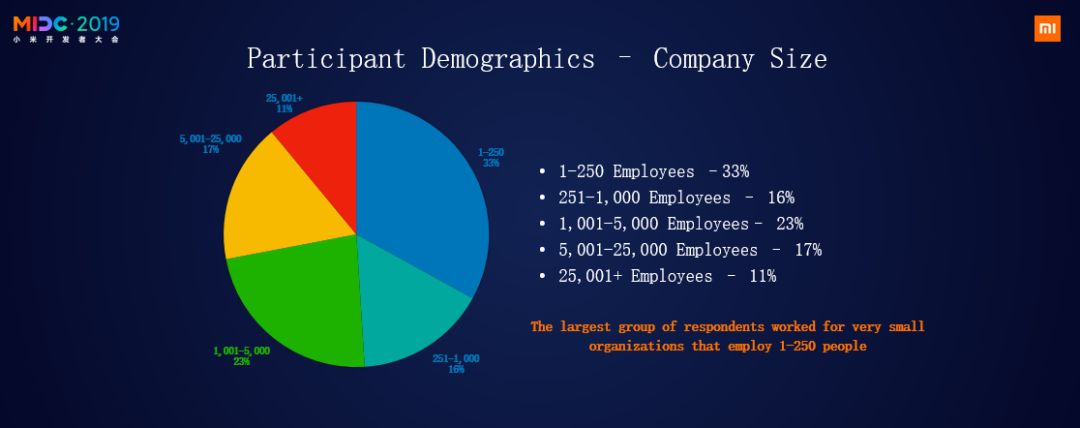 MIDC·2019
小米开发者大会
mi
Participant Demographics – Company Size
25,001+
11%
5,001-25,000
17%
1-250
33%
1,001-5,000
23%
251-1,000
16%
• 1-250 Employees –33%
• 251-1,000 Employees – 16%
• 1,001-5,000 Employees– 23%
• 5,001-25,000 Employees – 17%
• 25,001+ Employees – 11%
The largest group of respondents worked for very small
organizations that employ 1-250 people